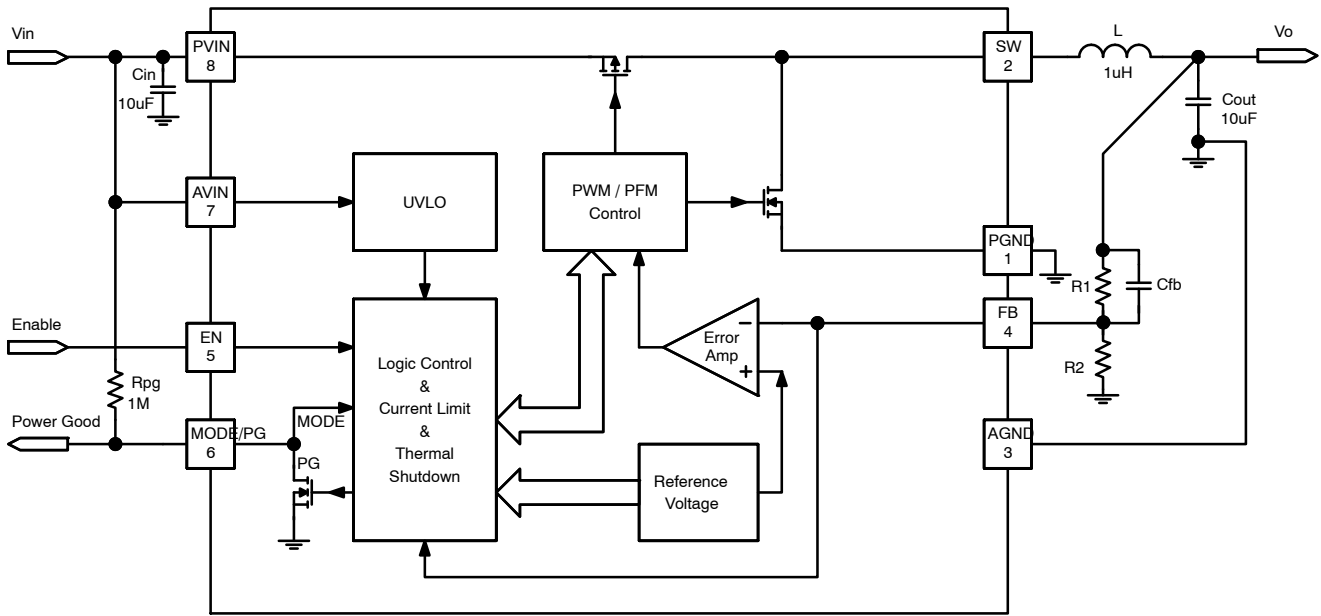 Vin
PVIN
8
Cin
10uF
SW
2
L
1uH
Vo
Cout
10uF
AVIN
7
UVLO
PWM / PFM
Control
PGND
1
R1
Cfb
Enable
EN
5
Logic Control
&
Current Limit
&
Thermal
Shutdown
−
Error
Amp
+
FB
4
R2
Rpg
1M
Power Good
MODE/PG
6
MODE
PG
Reference
Voltage
AGND
3